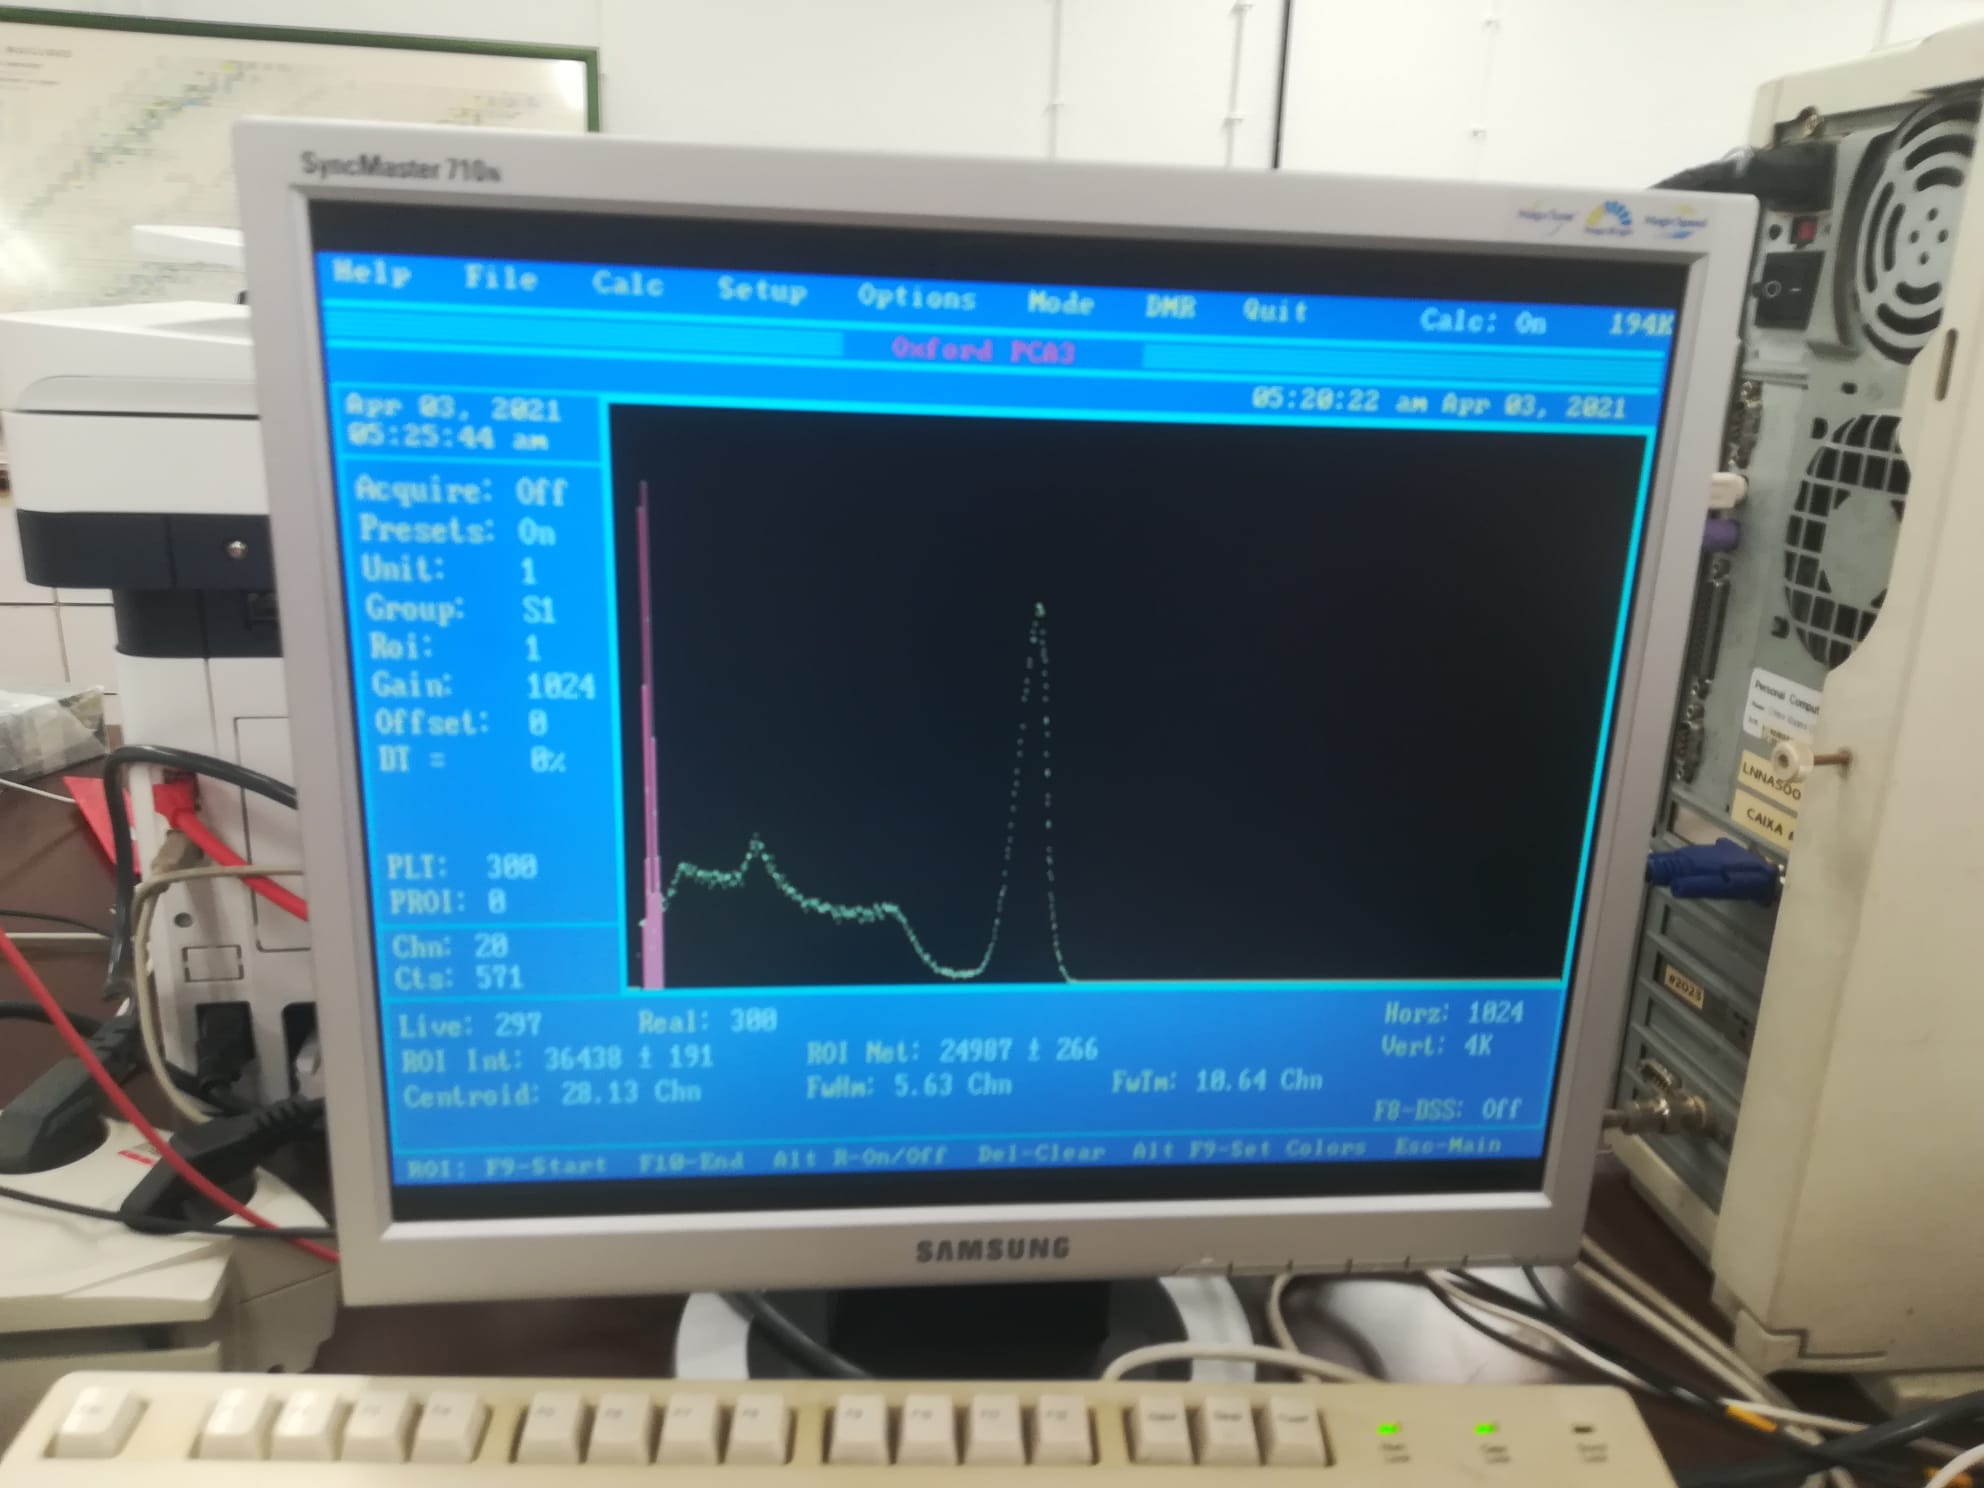 SyncMaster 710N
Help File Calc Setup Options Mode DMR Quit Calc: On 194K
Oxford PCA3
05:20:22 am Apr 03, 2021
Apr 03, 2021
05:25:44 am
Acquire: Off
Presets: On
Unit: 1
Group: S1
Roi: 1
Gain: 1024
Offset: 0
DT = 0%
PLT: 300
PROI: 0
Chn: 20
Cts: 571
Live: 297 Real: 300 Horz: 1024
ROI Int: 36438 ± 191 ROI Net: 24987 ± 266 Vert: 4K
Centroid: 28.13 Chn FwHm: 5.63 Chn FwTm: 10.64 Chn
F8-DSS: Off
ROI: F9-Start F10-End Alt R-On/Off Del-Clear Alt F9-Set Colors Esc-Main
SAMSUNG
Personal Comput
LNNA500
CAIXA
#2023